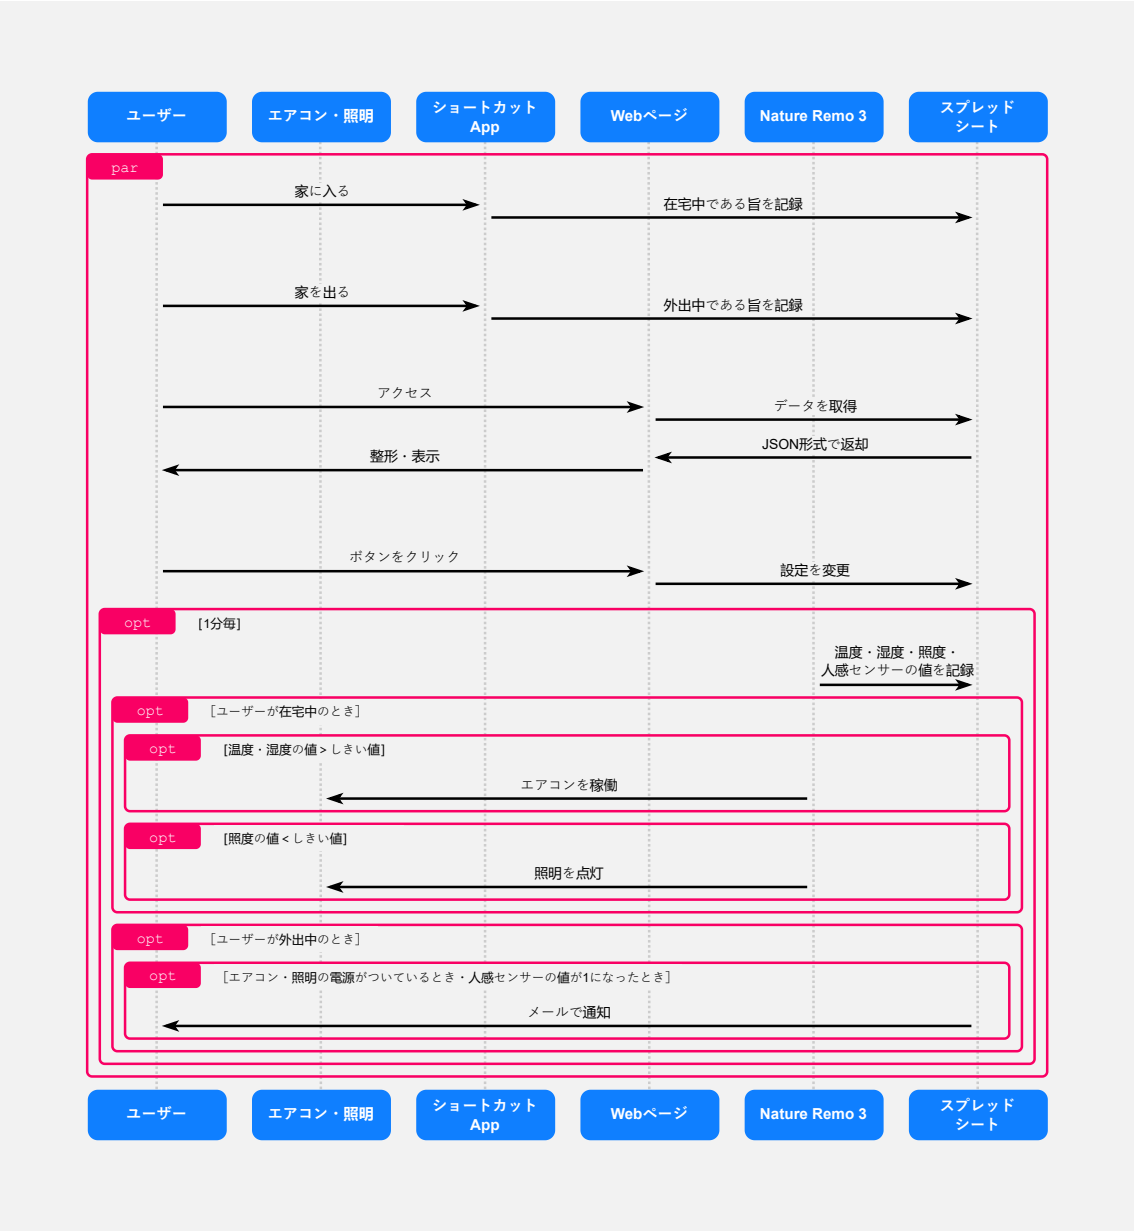 ユーザー
エアコン・照明
ショートカット
App
Webページ
Nature Remo 3
スプレッド
シート
par
家に入る
在宅中である旨を記録
家を出る
外出中である旨を記録
アクセス
データを取得
JSON形式で返却
整形・表示
ボタンをクリック
設定を変更
opt
[1分毎]
温度・湿度・照度・
人感センサーの値を記録
opt
［ユーザーが在宅中のとき］
opt
[温度・湿度の値 > しきい値]
エアコンを稼働
opt
[照度の値 < しきい値]
照明を点灯
opt
［ユーザーが外出中のとき］
opt
［エアコン・照明の電源がついているとき・人感センサーの値が1になったとき］
メールで通知
ユーザー
エアコン・照明
ショートカット
App
Webページ
Nature Remo 3
スプレッド
シート